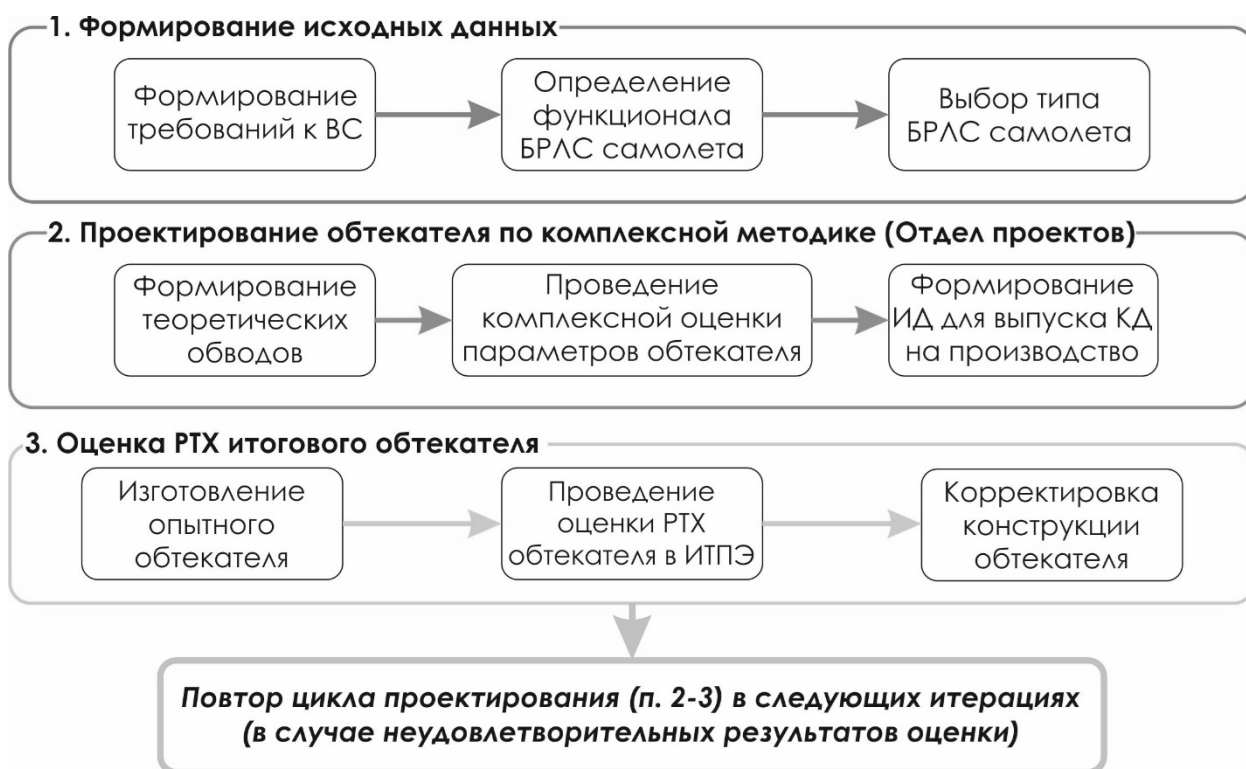 1. Формирование исходных данных
Формирование
требований к ВС
Определение
функционала
БРЛС самолета
Выбор типа
БРЛС самолета
2. Проектирование обтекателя по комплексной методике (Отдел проектов)
Формирование
теоретических
обводов
Проведение
комплексной оценки
параметров обтекателя
Формирование
ИД для выпуска КД
на производство
3. Оценка РТХ итогового обтекателя
Изготовление
опытного
обтекателя
Проведение
оценки РТХ
обтекателя в ИТПЭ
Корректировка
конструкции
обтекателя
Повтор цикла проектирования (п. 2-3) в следующих итерациях
(в случае неудовлетворительных результатов оценки)